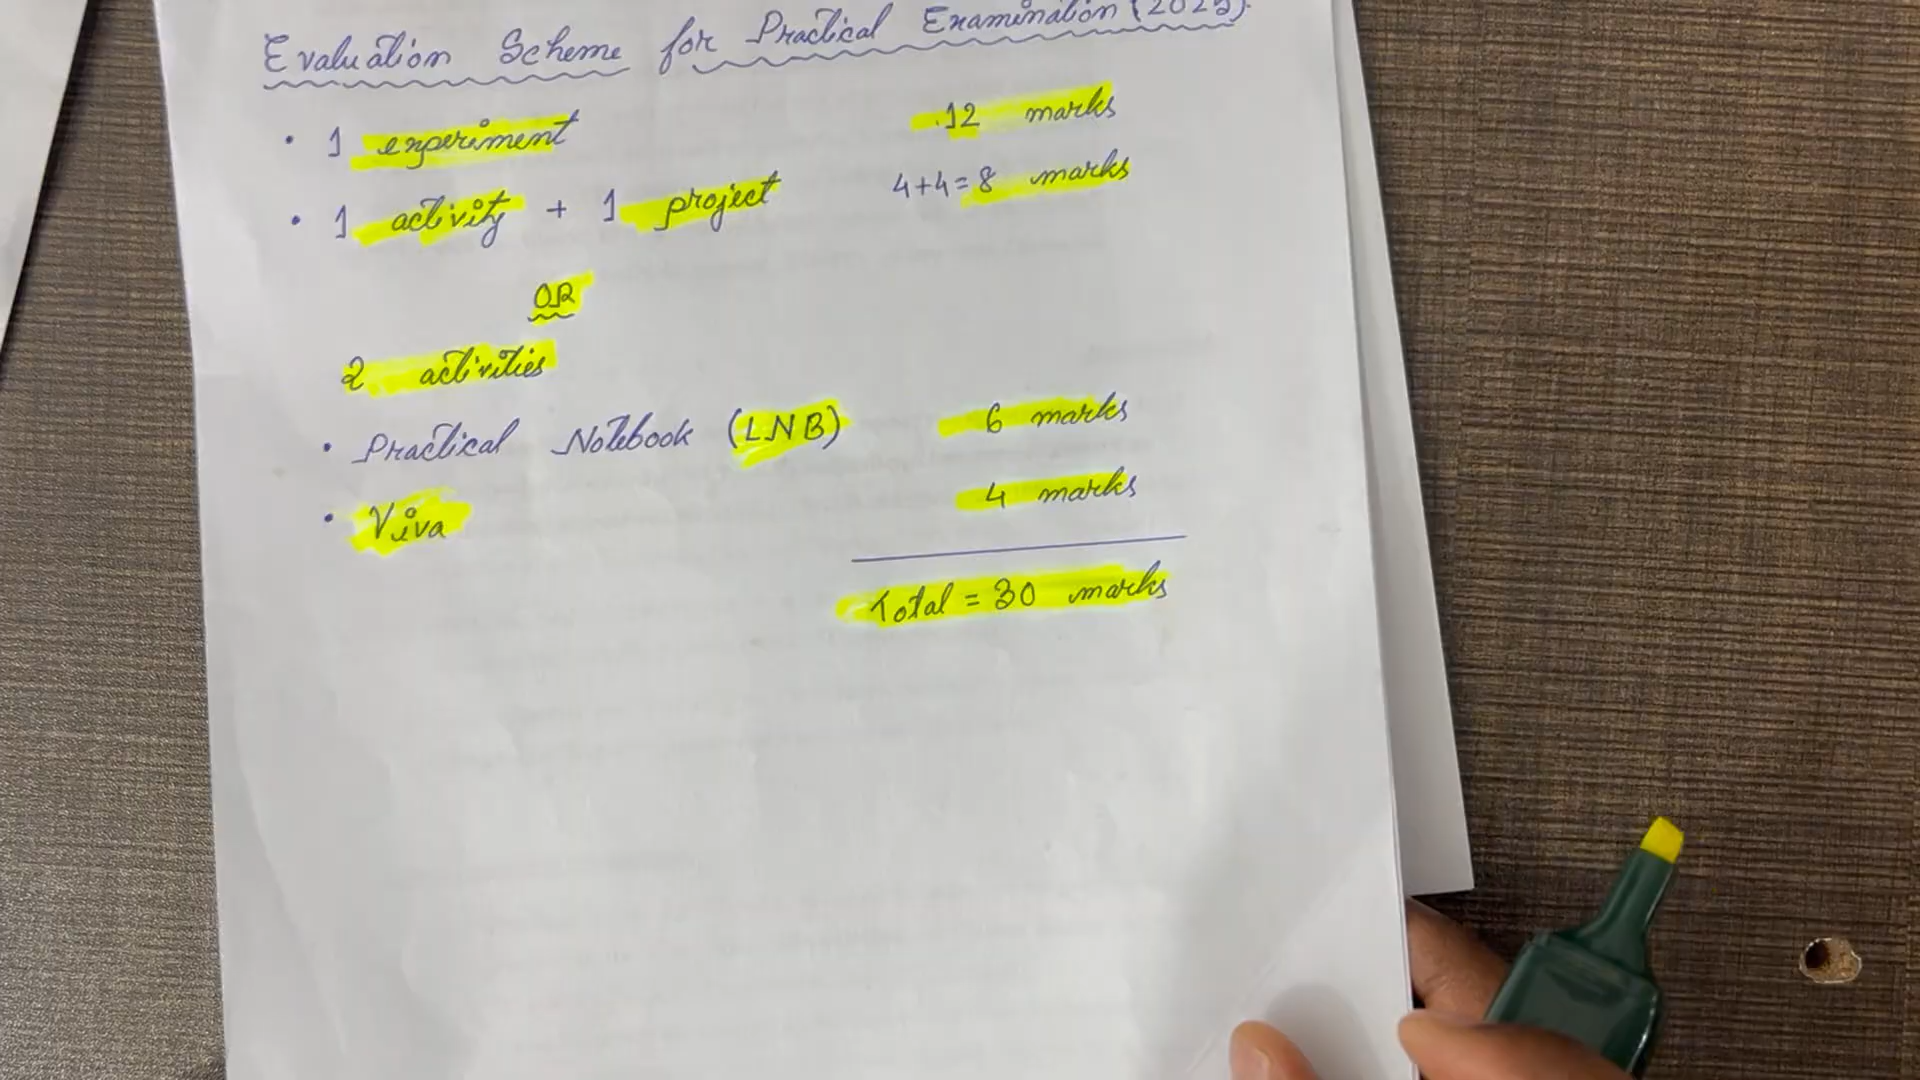 Evaluation Scheme for Practical Examination (2025).
• 1 experiment 12 marks
• 1 activity + 1 project 4+4=8 marks
OR
2 activities
• Practical Notebook (LNB) 6 marks
• Viva 4 marks
Total = 30 marks